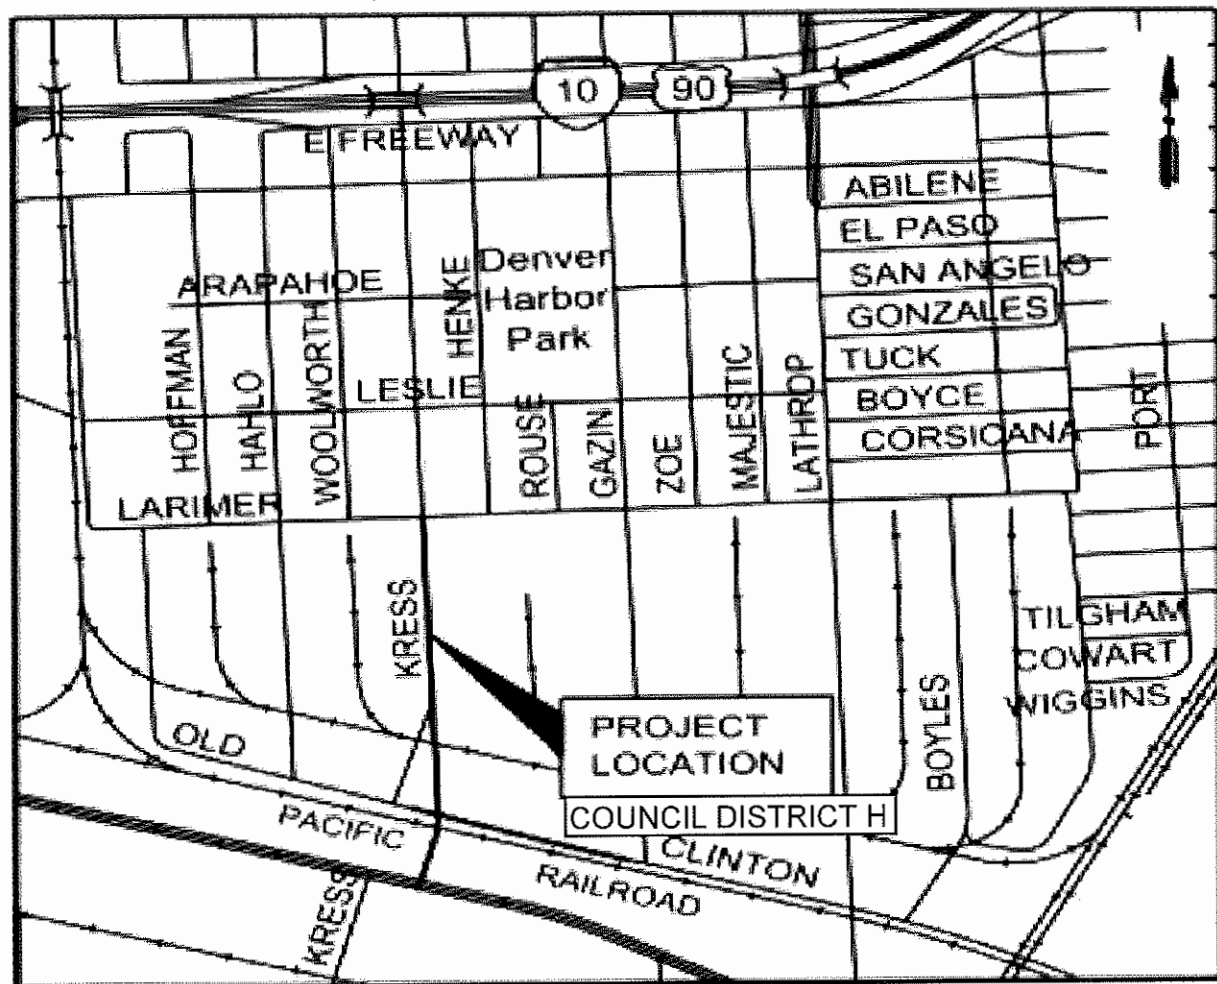 10
90
E FREEWAY
ABILENE
EL PASO
SAN ANGELO
GONZALES
TUCK
BOYCE
CORSICANA
ARAPAHOE
HENKE
Denver
Harbor
Park
HOFFMAN
HAHLO
WOOLWORTH
LESLIE
ROUSE
GAZIN
ZOE
MAJESTIC
LATHROP
PORT
LARIMER
KRESS
TILGHAM
COWART
WIGGINS
BOYLES
PROJECT
LOCATION
COUNCIL DISTRICT H
OLD
CLINTON
PACIFIC
RAILROAD
KRESS